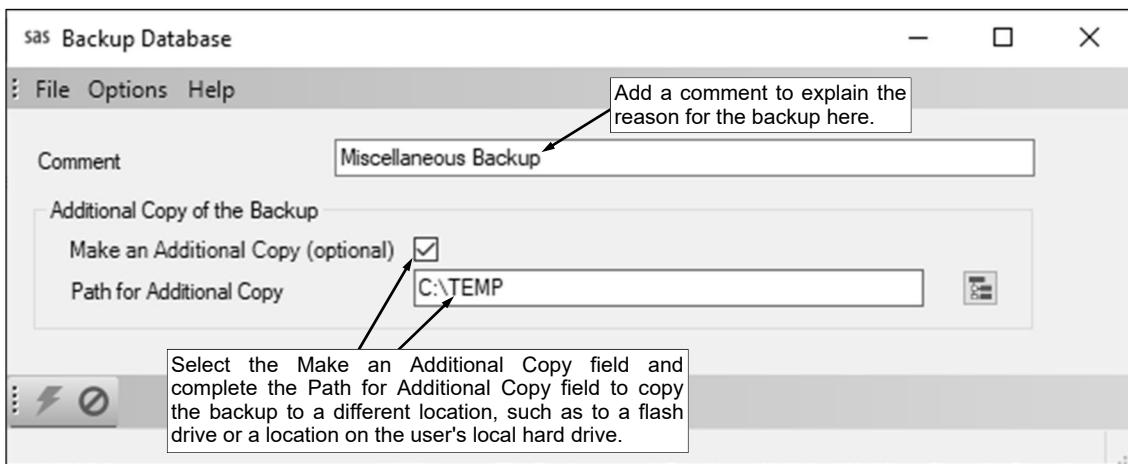 sas Backup Database
File Options Help
Add a comment to explain the
reason for the backup here.
Comment
Miscellaneous Backup
Additional Copy of the Backup
Make an Additional Copy (optional)
Path for Additional Copy
C:\TEMP
Select the Make an Additional Copy field and
complete the Path for Additional Copy field to copy
the backup to a different location, such as to a flash
drive or a location on the user's local hard drive.